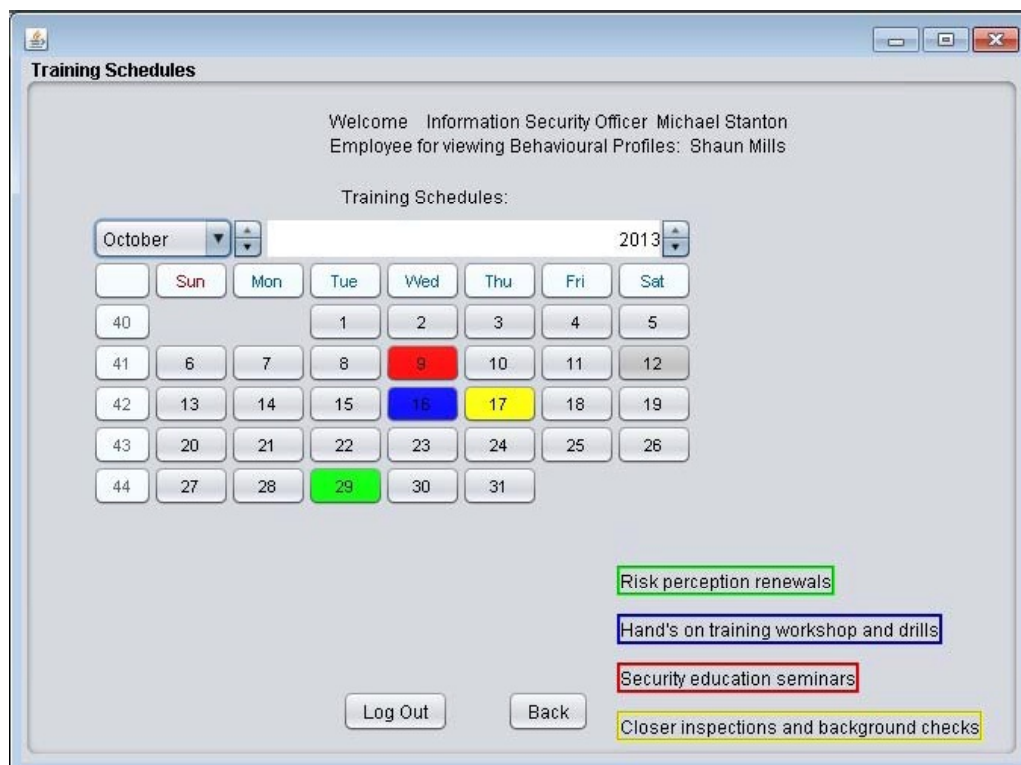 Training Schedules
Welcome Information Security Officer Michael Stanton
Employee for viewing Behavioural Profiles: Shaun Mills
Training Schedules:
October 2013
Sun Mon Tue Wed Thu Fri Sat
40 1 2 3 4 5
41 6 7 8 9 10 11 12
42 13 14 15 16 17 18 19
43 20 21 22 23 24 25 26
44 27 28 29 30 31
Risk perception renewals
Hand's on training workshop and drills
Security education seminars
Log Out Back
Closer inspections and background checks